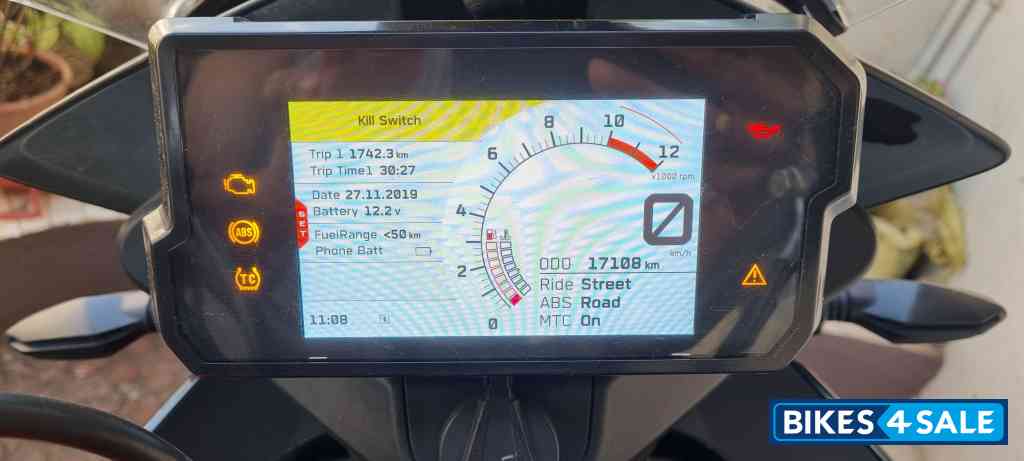 Kill Switch
Trip 1 1742.3 km
Trip Time1 30:27
Date 27.11.2019
Battery 12.2 v
FuelRange <50 km
Phone Batt
11:08
SET
0
2
4
6
8
10
12
x1000 rpm
0
km/h
ODO 17108 km
Ride Street
ABS Road
MTC On
ABS
TC
BIKES4SALE